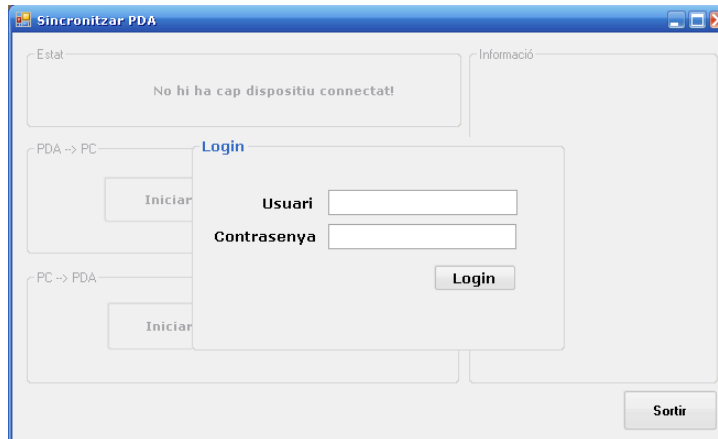 Sincronitzar PDA
Estat
Informació
No hi ha cap dispositiu connectat!
PDA --> PC
Login
Iniciar
Usuari
Contrasenya
PC --> PDA
Login
Iniciar
Sortir